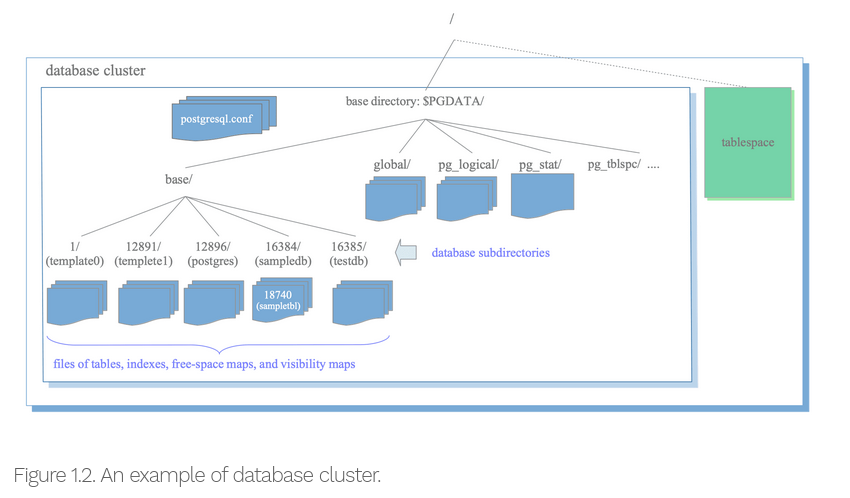 /
database cluster
base directory: $PGDATA/
postgresql.conf
tablespace
global/
pg_logical/
pg_stat/
pg_tblspc/ ....
base/
1/
(template0)
12891/
(templete1)
12896/
(postgres)
16384/
(sampledb)
16385/
(testdb)
database subdirectories
18740
(sampletbl)
files of tables, indexes, free-space maps, and visibility maps
Figure 1.2. An example of database cluster.